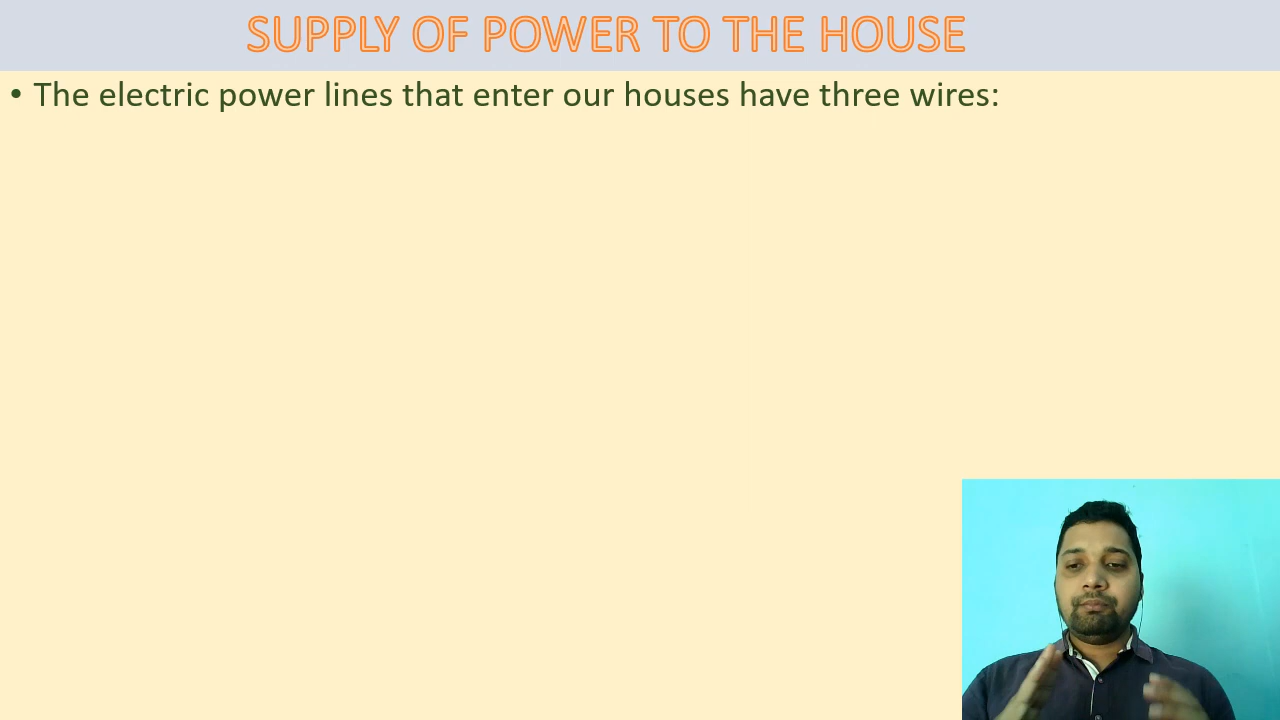 SUPPLY OF POWER TO THE HOUSE
• The electric power lines that enter our houses have three wires: